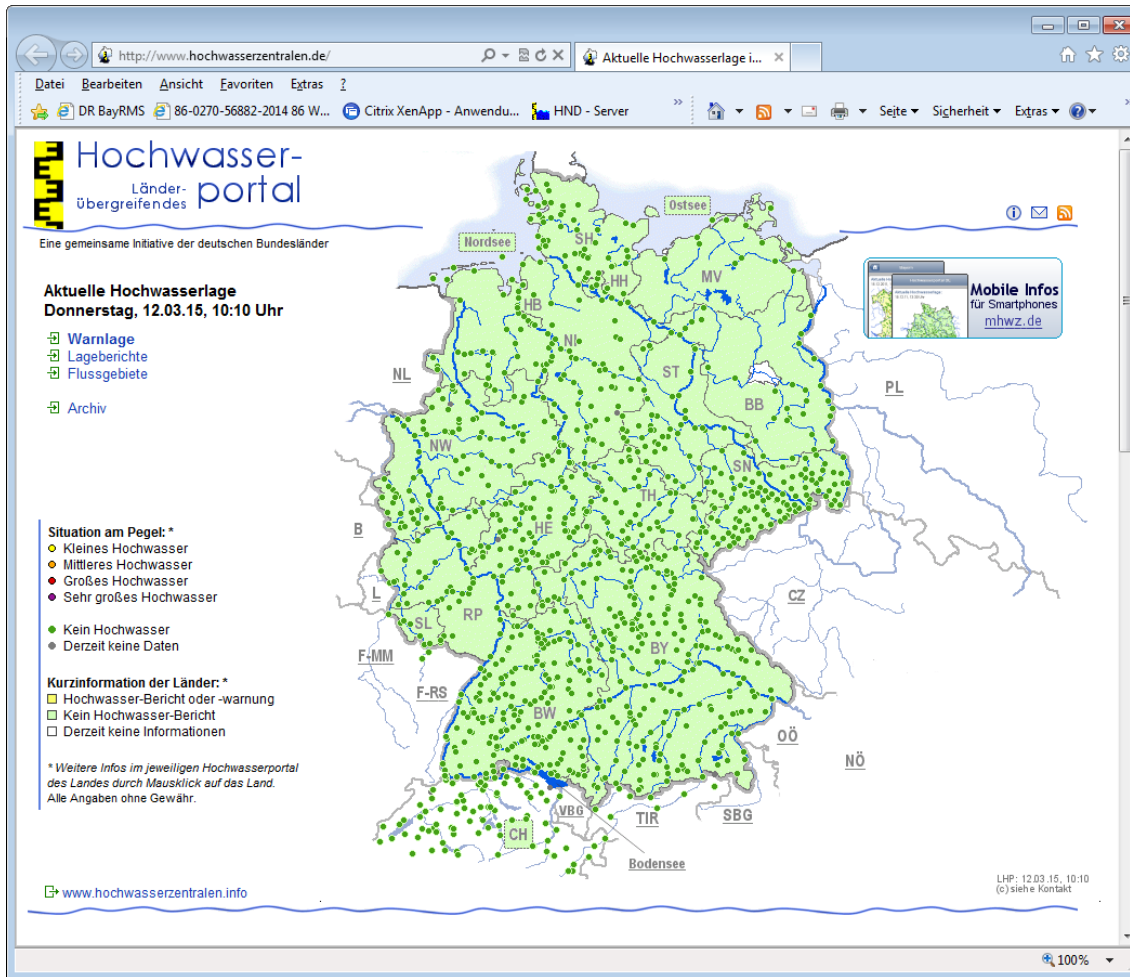 http://www.hochwasserzentralen.de/
Aktuelle Hochwasserlage i...
Datei Bearbeiten Ansicht Favoriten Extras ?
DR BayRMS 86-0270-56882-2014 86 W... Citrix XenApp - Anwendu... HND - Server » Seite Sicherheit Extras
Hochwasser-
Länder-
übergreifendes portal
Eine gemeinsame Initiative der deutschen Bundesländer
Aktuelle Hochwasserlage
Donnerstag, 12.03.15, 10:10 Uhr
Warnlage
Lageberichte
Flussgebiete
Archiv
Situation am Pegel: *
Kleines Hochwasser
Mittleres Hochwasser
Großes Hochwasser
Sehr großes Hochwasser
Kein Hochwasser
Derzeit keine Daten
Kurzinformation der Länder: *
Hochwasser-Bericht oder -warnung
Kein Hochwasser-Bericht
Derzeit keine Informationen
* Weitere Infos im jeweiligen Hochwasserportal
des Landes durch Mausklick auf das Land.
Alle Angaben ohne Gewähr.
www.hochwasserzentralen.info
Nordsee
Ostsee
SH
HH
MV
HB
NI
ST
BB
NL
PL
NW
SN
TH
HE
B
L
RP
SL
F-MM
F-RS
CZ
BY
BW
OÖ
NÖ
VBG
TIR
SBG
CH
Bodensee
Mobile Infos
für Smartphones
mhwz.de
LHP: 12.03.15, 10:10
(c) siehe Kontakt
100%